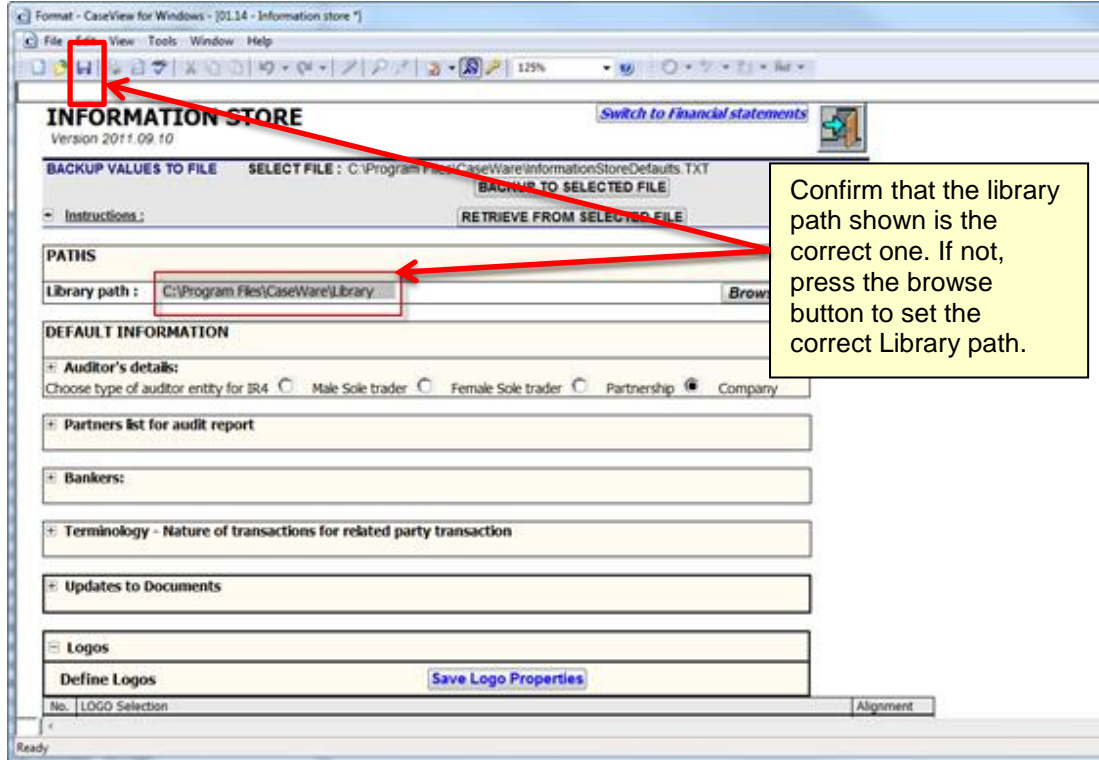 Format - CaseView for Windows - [01.14 - Information store *]
File Edit View Tools Window Help
125%
INFORMATION STORE
Switch to Financial statements
Version 2011.09.10
BACKUP VALUES TO FILE SELECT FILE : C:\Program Files\CaseWare\InformationStoreDefaults.TXT
BACKUP TO SELECTED FILE
Instructions :
RETRIEVE FROM SELECTED FILE
PATHS
Library path : C:\Program Files\CaseWare\Library
DEFAULT INFORMATION
Auditor's details:
Choose type of auditor entity for IR4 Male Sole trader Female Sole trader Partnership Company
Partners list for audit report
Bankers:
Terminology - Nature of transactions for related party transaction
Updates to Documents
Logos
Define Logos Save Logo Properties
No. LOGO Selection Alignment
Ready
Confirm that the library
path shown is the
correct one. If not,
press the browse
button to set the
correct Library path.